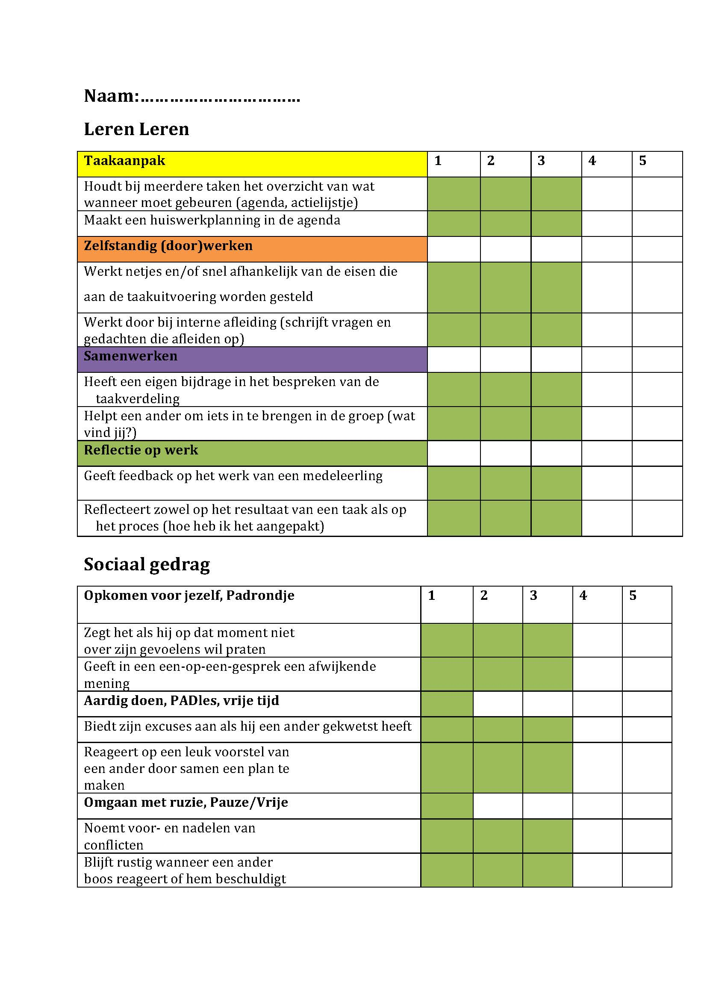 Naam:……………………………
Leren Leren
Taakaanpak 1 2 3 4 5
Houdt bij meerdere taken het overzicht van wat
wanneer moet gebeuren (agenda, actielijstje)
Maakt een huiswerkplanning in de agenda
Zelfstandig (door)werken
Werkt netjes en/of snel afhankelijk van de eisen die
aan de taakuitvoering worden gesteld
Werkt door bij interne afleiding (schrijft vragen en
gedachten die afleiden op)
Samenwerken
Heeft een eigen bijdrage in het bespreken van de
taakverdeling
Helpt een ander om iets in te brengen in de groep (wat
vind jij?)
Reflectie op werk
Geeft feedback op het werk van een medeleerling
Reflecteert zowel op het resultaat van een taak als op
het proces (hoe heb ik het aangepakt)
Sociaal gedrag
Opkomen voor jezelf, Padrondje 1 2 3 4 5
Zegt het als hij op dat moment niet
over zijn gevoelens wil praten
Geeft in een een-op-een-gesprek een afwijkende
mening
Aardig doen, PADles, vrije tijd
Biedt zijn excuses aan als hij een ander gekwetst heeft
Reageert op een leuk voorstel van
een ander door samen een plan te
maken
Omgaan met ruzie, Pauze/Vrije
Noemt voor- en nadelen van
conflicten
Blijft rustig wanneer een ander
boos reageert of hem beschuldigt